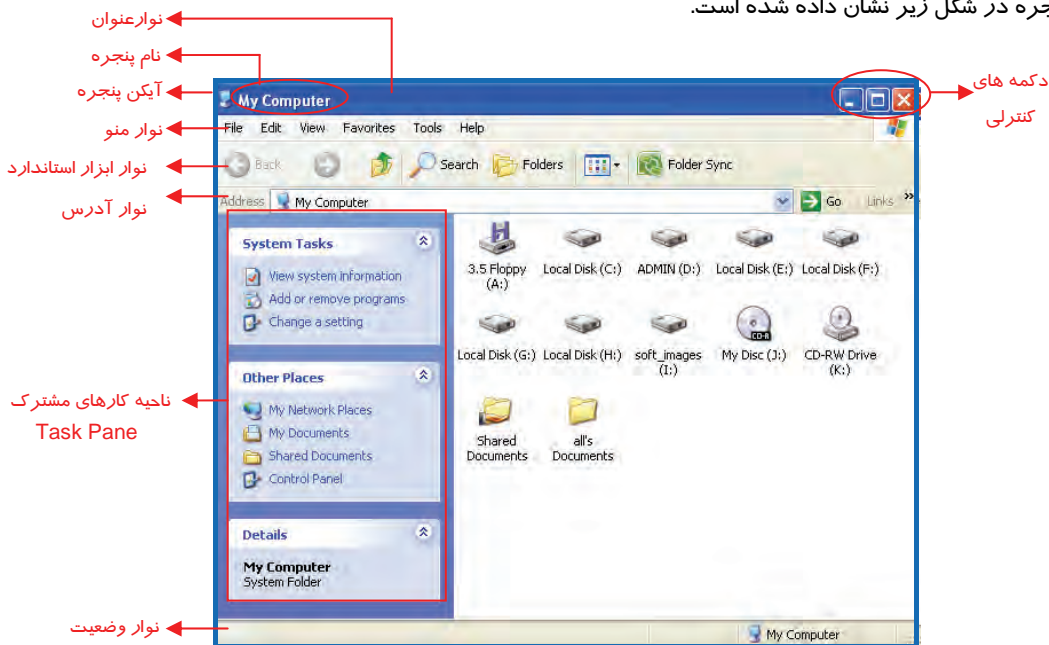 جره در شکل زیر نشان داده شده است.
نوارعنوان
نام پنجره
آیکن پنجره
نوار منو
نوار ابزار استاندارد
نوار آدرس
ناحیه کارهای مشترک
Task Pane
نوار وضعیت
دکمه های
کنترلی
My Computer
File Edit View Favorites Tools Help
Back Search Folders Folder Sync
Address My Computer Go Links »
System Tasks
View system information
Add or remove programs
Change a setting
Other Places
My Network Places
My Documents
Shared Documents
Control Panel
Details
My Computer
System Folder
3.5 Floppy (A:)
Local Disk (C:)
ADMIN (D:)
Local Disk (E:)
Local Disk (F:)
Local Disk (G:)
Local Disk (H:)
soft_images (I:)
My Disc (J:)
CD-R
CD-RW Drive (K:)
Shared Documents
all's Documents
My Computer